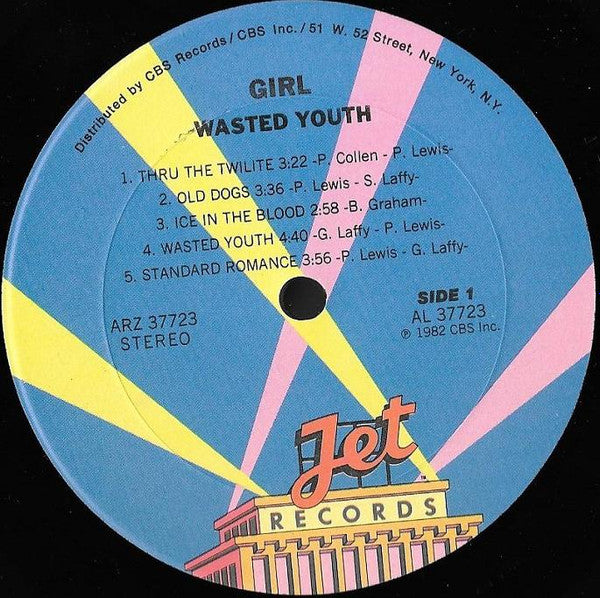 Distributed by CBS Records/CBS Inc./51 W. 52 Street, New York, N.Y.
GIRL
WASTED YOUTH
1. THRU THE TWILITE 3:22 -P. Collen - P. Lewis-
2. OLD DOGS 3:36 -P. Lewis - S. Laffy-
3. ICE IN THE BLOOD 2:58 -B. Graham-
4. WASTED YOUTH 4:40 -G. Laffy - P. Lewis-
5. STANDARD ROMANCE 3:56 -P. Lewis - G. Laffy-
ARZ 37723
STEREO
SIDE 1
AL 37723
℗ 1982 CBS Inc.
Jet
RECORDS
TM